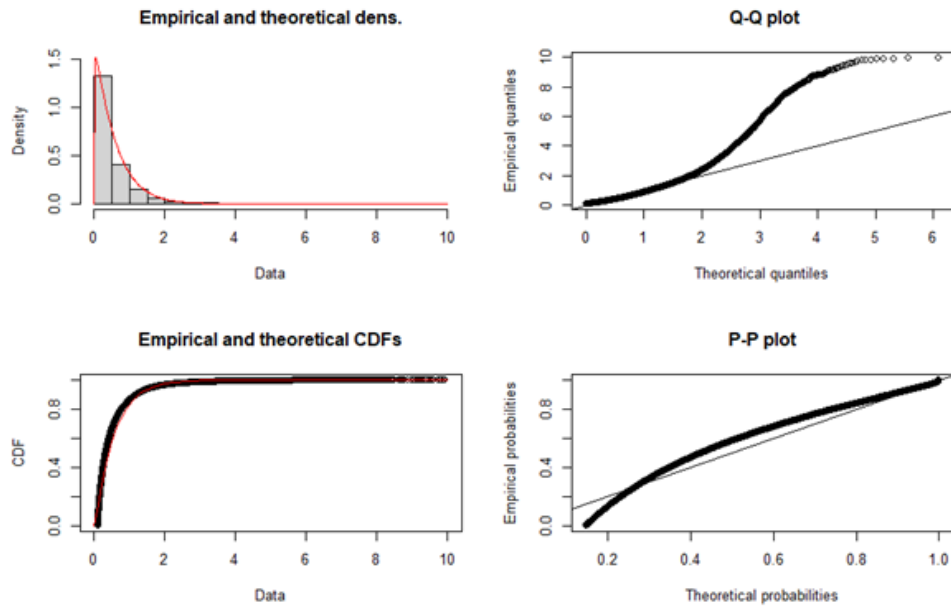 Empirical and theoretical dens.
Density
0.0 0.5 1.0 1.5
0 2 4 6 8 10
Data
Q-Q plot
Empirical quantiles
0 2 4 6 8 10
0 1 2 3 4 5 6
Theoretical quantiles
Empirical and theoretical CDFs
CDF
0.0 0.4 0.8
0 2 4 6 8 10
Data
P-P plot
Empirical probabilities
0.0 0.4 0.8
0.2 0.4 0.6 0.8 1.0
Theoretical probabilities